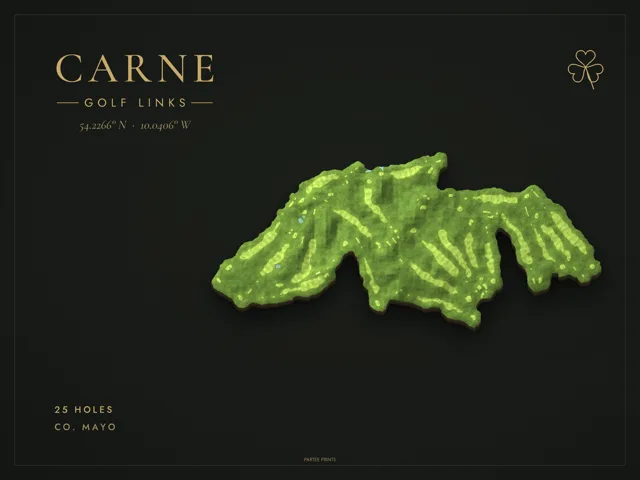 CARNE
GOLF LINKS
54.2266° N · 10.0406° W
25 HOLES
CO. MAYO
PARTEE PRINTS